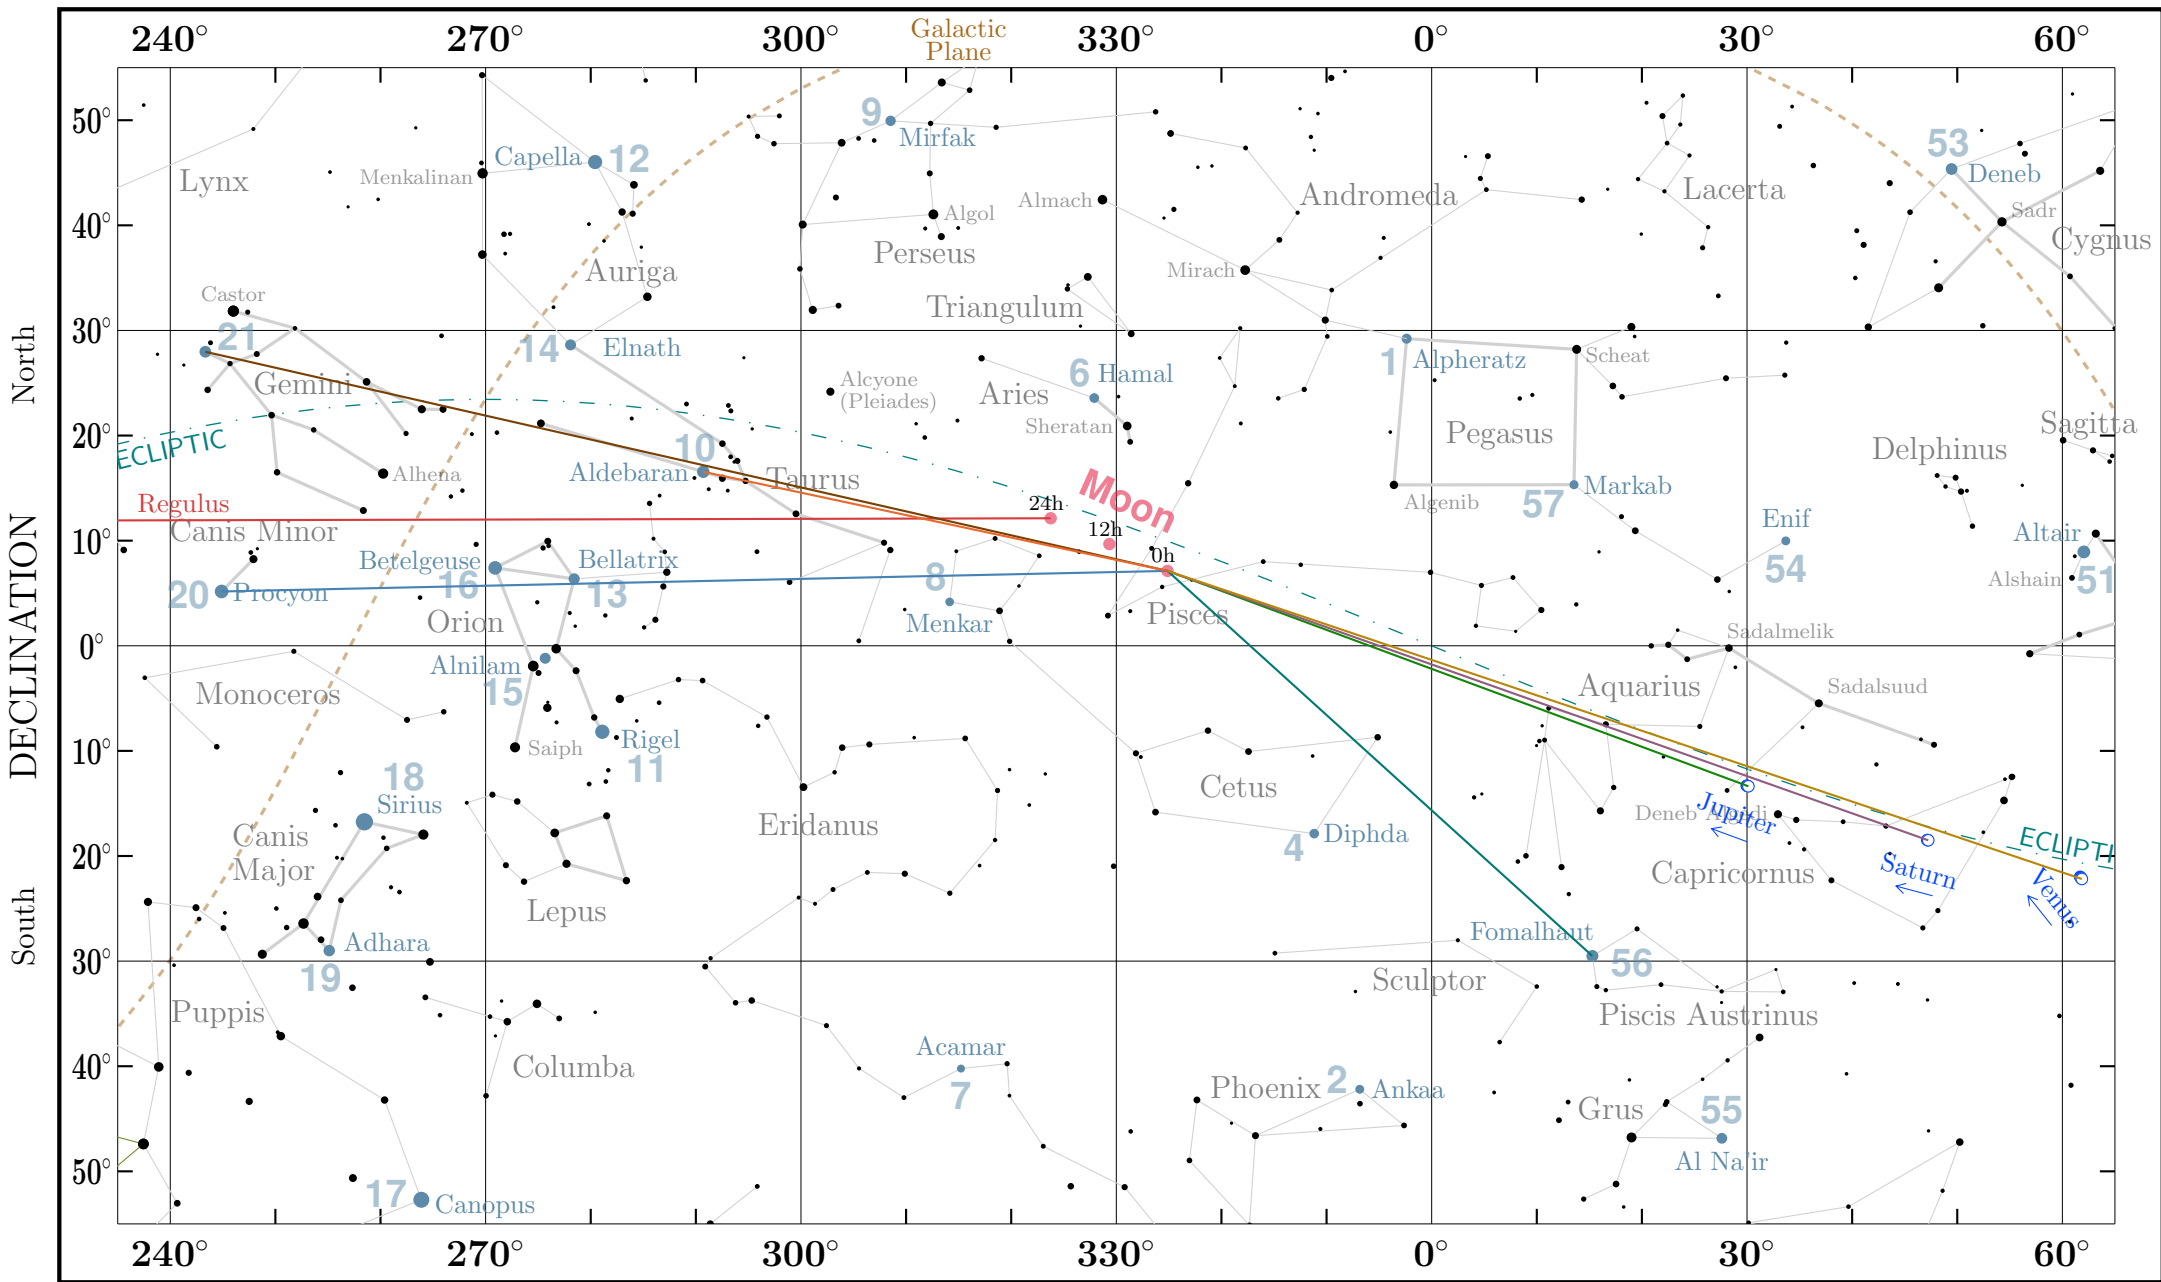 Galactic
Plane
240° 270° 300° 330° 0° 30° 60°
50°
40°
30°
20°
10°
0°
10°
20°
30°
40°
50°
North
DECLINATION
South
9
Mirfak
53
Deneb
Capella 12
Menkalinan
Lynx
Almach
Andromeda
Lacerta
Algol
Sadr
Perseus
Cygnus
Auriga
Mirach
Castor
Triangulum
21
14 Elnath
1 Alpheratz
Scheat
Gemini
Alcyone
(Pleiades)
6 Hamal
Aries
Sheratan
Pegasus
Sagitta
ECLIPTIC
10
Delphinus
Aldebaran
Taurus
Alhena
Moon
Markab
57
Algenib
Regulus
24h
12h
0h
Canis Minor
Enif
54
Altair
Betelgeuse
16
Bellatrix
13
8
Alshain 51
20 Procyon
Orion
Menkar
Pisces
Sadalmelik
Alnilam
15
Monoceros
Aquarius
Sadalsuud
Saiph
Rigel
11
18
Sirius
Cetus
Jupiter
Deneb Algedi
Canis
Major
Eridanus
4 Diphda
ECLIPTI
Saturn
Capricornus
Venus
Lepus
Adhara
19
Fomalhaut
56
Sculptor
Puppis
Piscis Austrinus
Acamar
7
Columba
Phoenix 2 Ankaa
Grus 55
Al Na'ir
17 Canopus
240° 270° 300° 330° 0° 30° 60°